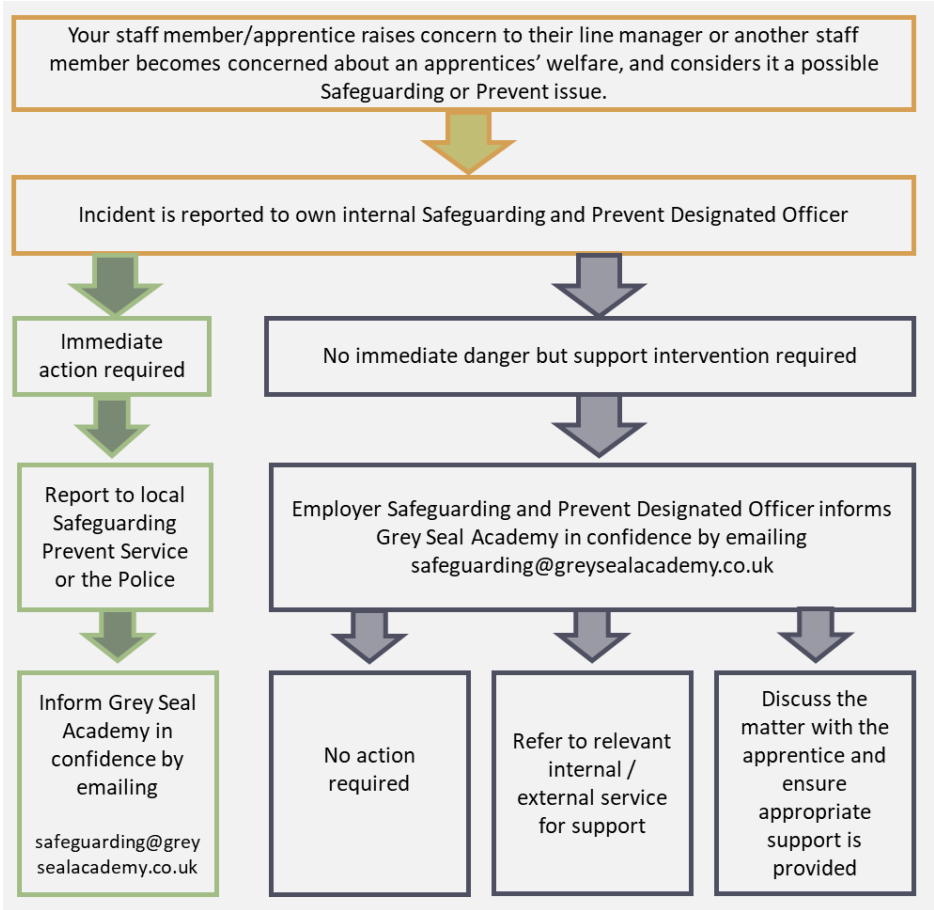 Your staff member/apprentice raises concern to their line manager or another staff
member becomes concerned about an apprentices’ welfare, and considers it a possible
Safeguarding or Prevent issue.
Incident is reported to own internal Safeguarding and Prevent Designated Officer
Immediate
action required
No immediate danger but support intervention required
Report to local
Safeguarding
Prevent Service
or the Police
Employer Safeguarding and Prevent Designated Officer informs
Grey Seal Academy in confidence by emailing
safeguarding@greysealacademy.co.uk
Inform Grey Seal
Academy in
confidence by
emailing
safeguarding@grey
sealacademy.co.uk
No action
required
Refer to relevant
internal /
external service
for support
Discuss the
matter with the
apprentice and
ensure
appropriate
support is
provided